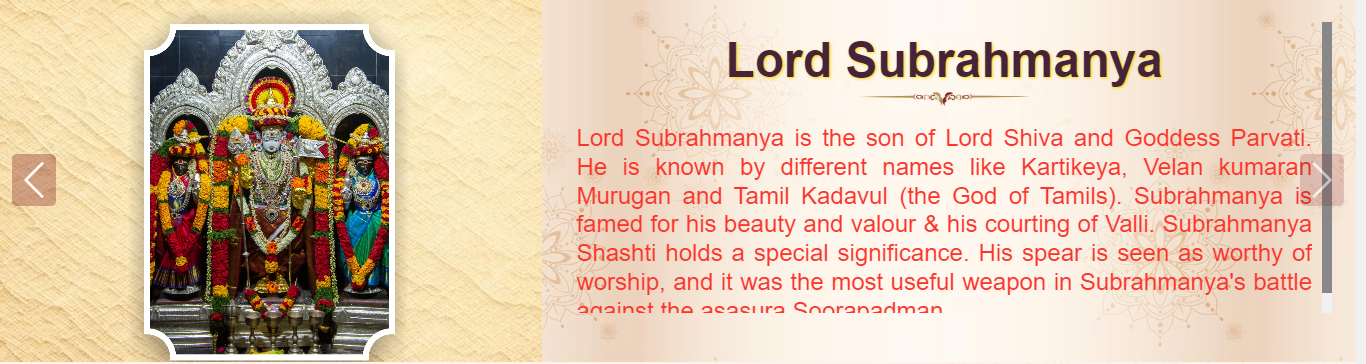 Lord Subrahmanya
Lord Subrahmanya is the son of Lord Shiva and Goddess Parvati.
He is known by different names like Kartikeya, Velan kumaran
Murugan and Tamil Kadavul (the God of Tamils). Subrahmanya is
famed for his beauty and valour & his courting of Valli. Subrahmanya
Shashti holds a special significance. His spear is seen as worthy of
worship, and it was the most useful weapon in Subrahmanya's battle
against the asasura Soorapadman.